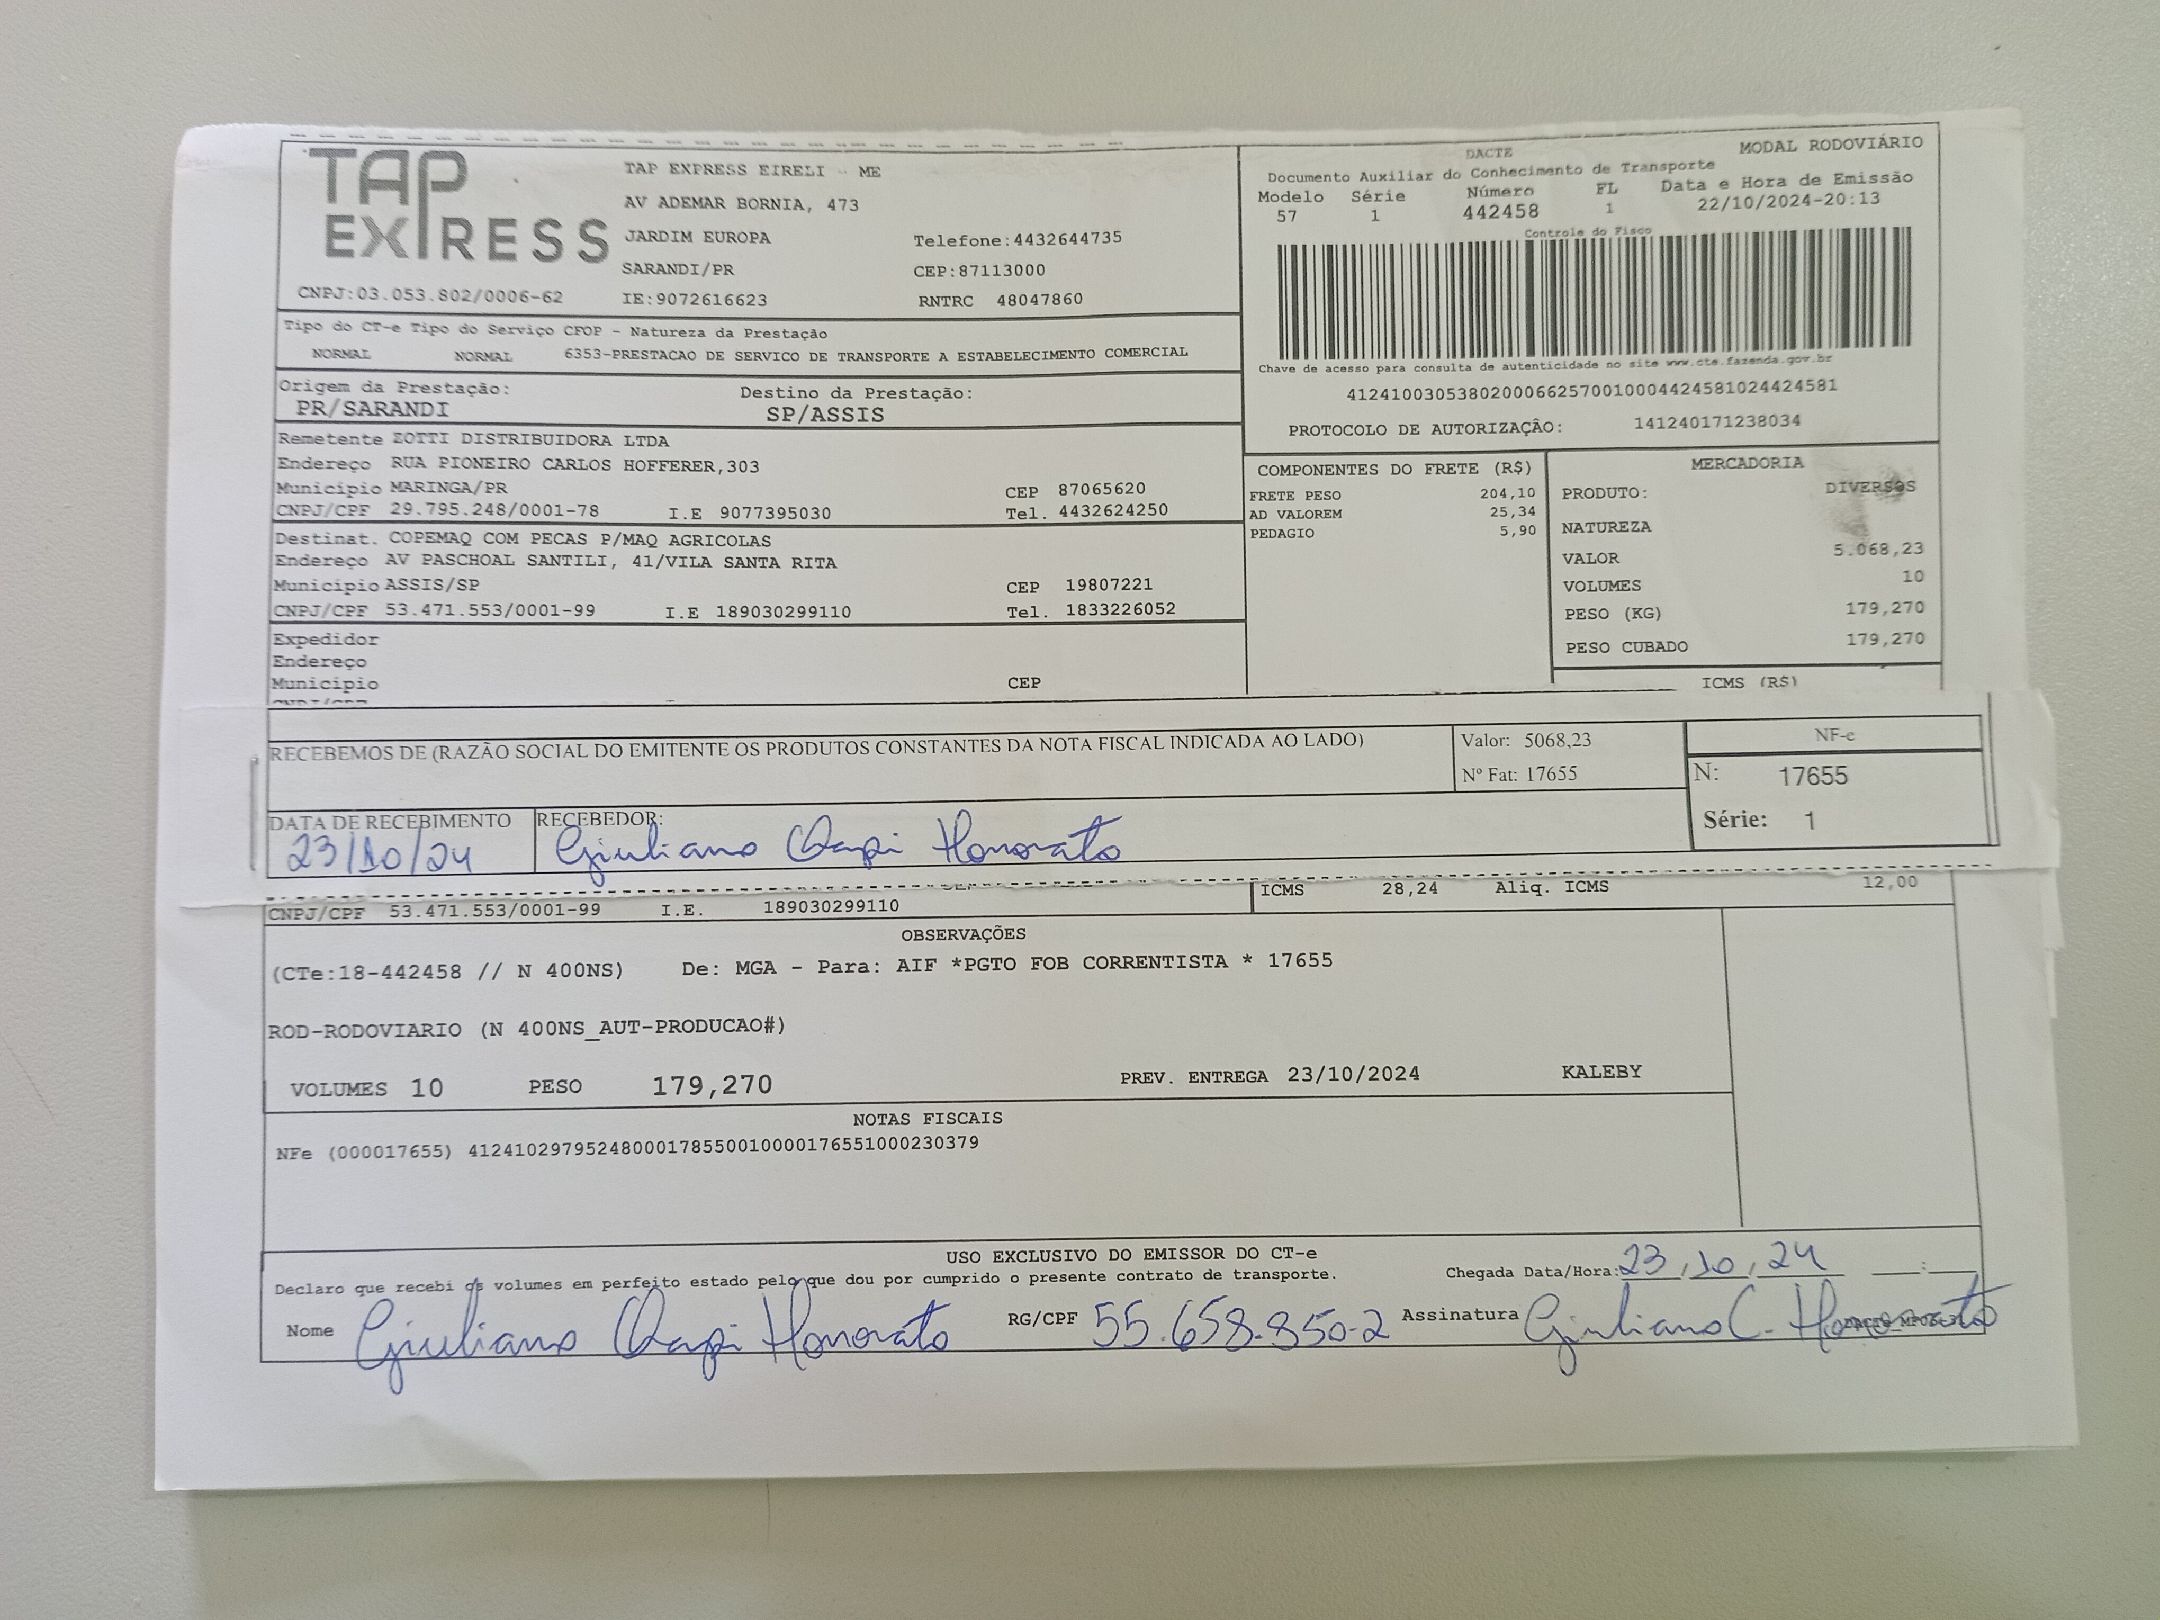 TAP EXPRESS
TAP EXPRESS EIRELI - ME
AV ADEMAR BORNIA, 473
JARDIM EUROPA Telefone:4432644735
SARANDI/PR CEP:87113000
CNPJ:03.053.802/0006-62 IE:9072616623 RNTRC 48047860
DACTE MODAL RODOVIÁRIO
Documento Auxiliar do Conhecimento de Transporte
Modelo Série Número FL Data e Hora de Emissão
57 1 442458 1 22/10/2024-20:13
Controle do Fisco
Chave de acesso para consulta de autenticidade no site www.cte.fazenda.gov.br
41241003053802000662570010004424581024424581
PROTOCOLO DE AUTORIZAÇÃO: 141240171238034
Tipo do CT-e Tipo do Serviço CFOP - Natureza da Prestação
NORMAL NORMAL 6353-PRESTACAO DE SERVICO DE TRANSPORTE A ESTABELECIMENTO COMERCIAL
Origem da Prestação: Destino da Prestação:
PR/SARANDI SP/ASSIS
Remetente ZOTTI DISTRIBUIDORA LTDA
Endereço RUA PIONEIRO CARLOS HOFFERER,303
Município MARINGA/PR CEP 87065620
CNPJ/CPF 29.795.248/0001-78 I.E 9077395030 Tel. 4432624250
Destinat. COPEMAQ COM PECAS P/MAQ AGRICOLAS
Endereço AV PASCHOAL SANTILI, 41/VILA SANTA RITA
Município ASSIS/SP CEP 19807221
CNPJ/CPF 53.471.553/0001-99 I.E 189030299110 Tel. 1833226052
Expedidor
Endereço
Município CEP
COMPONENTES DO FRETE (R$)
FRETE PESO 204,10
AD VALOREM 25,34
PEDAGIO 5,90
MERCADORIA
PRODUTO: DIVERSOS
NATUREZA
VALOR 5.068,23
VOLUMES 10
PESO (KG) 179,270
PESO CUBADO 179,270
ICMS (R$)
RECEBEMOS DE (RAZÃO SOCIAL DO EMITENTE OS PRODUTOS CONSTANTES DA NOTA FISCAL INDICADA AO LADO)
Valor: 5068,23
Nº Fat: 17655
NF-e
N: 17655
Série: 1
DATA DE RECEBIMENTO RECEBEDOR:
23/10/24 Giuliano Honorato
CNPJ/CPF 53.471.553/0001-99 I.E. 189030299110
ICMS 28,24 Aliq. ICMS 12,00
OBSERVAÇÕES
(CTe:18-442458 // N 400NS) De: MGA - Para: AIF *PGTO FOB CORRENTISTA * 17655
ROD-RODOVIARIO (N 400NS_AUT-PRODUCAO#)
VOLUMES 10 PESO 179,270 PREV. ENTREGA 23/10/2024 KALEBY
NOTAS FISCAIS
NFe (000017655) 41241029795248000178550010000176551000230379
USO EXCLUSIVO DO EMISSOR DO CT-e
Declaro que recebi os volumes em perfeito estado pelo que dou por cumprido o presente contrato de transporte. Chegada Data/Hora: 23/10/24 __:__
Nome Giuliano Honorato RG/CPF 55.658.850-2 Assinatura Giuliano C. Honorato